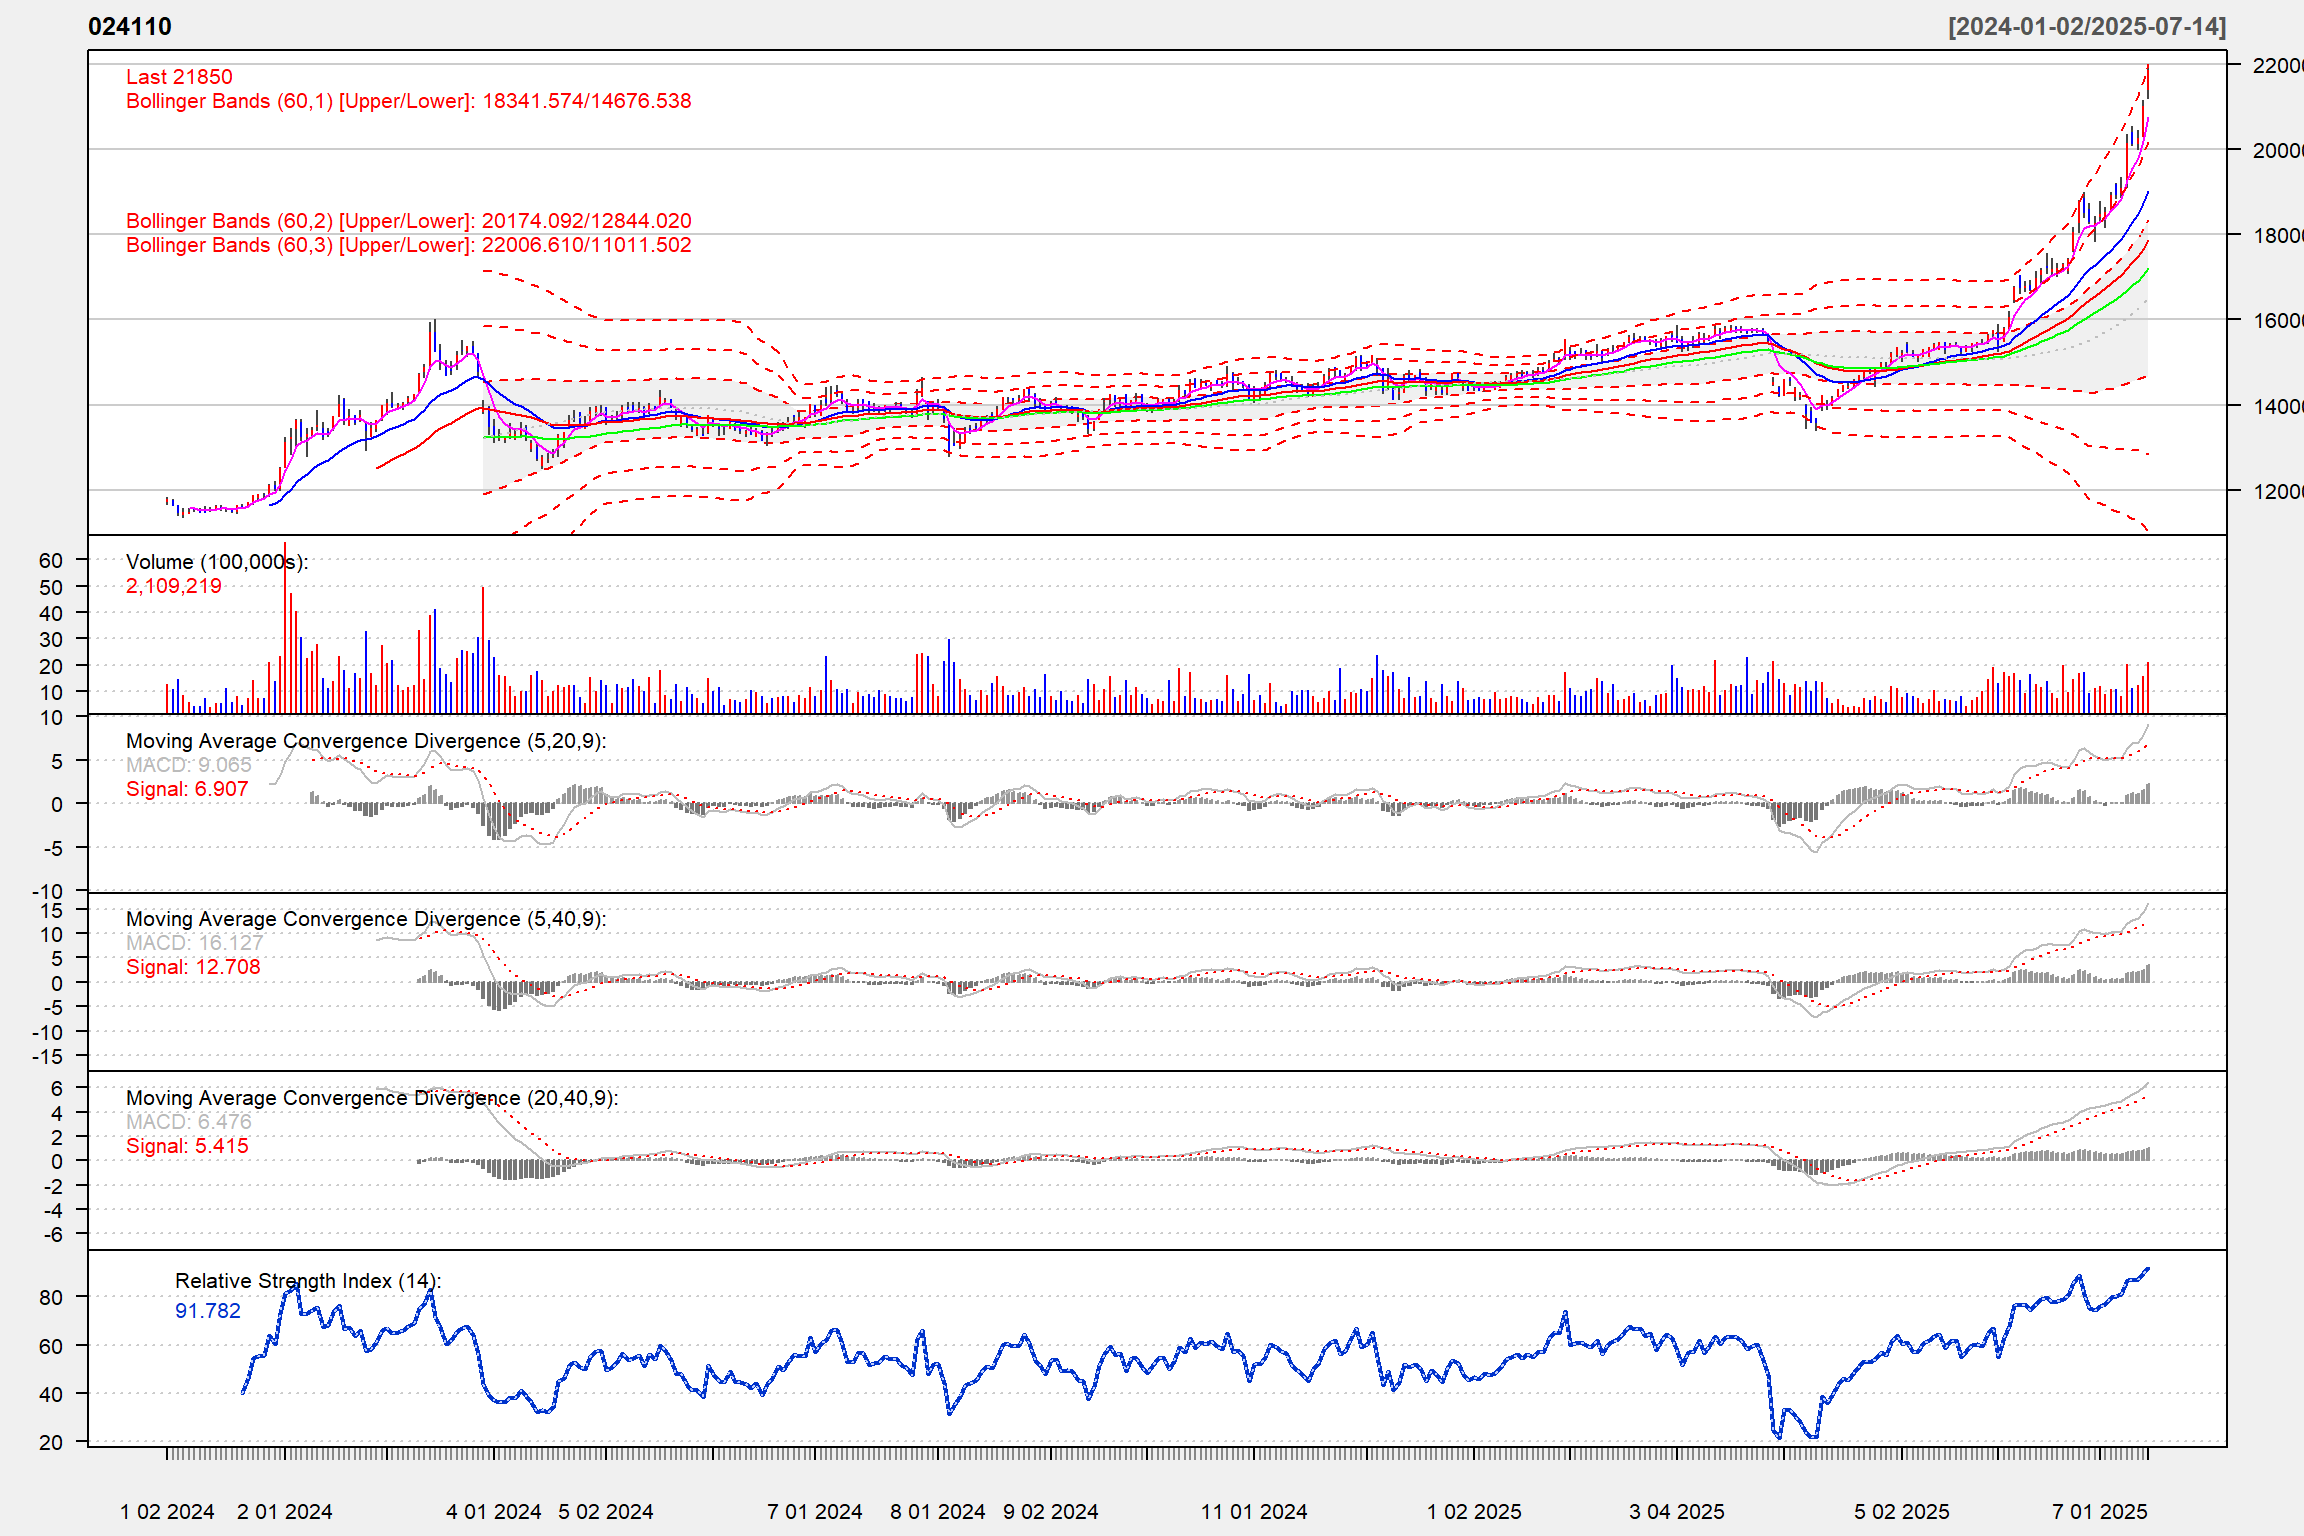 024110 [2024-01-02/2025-07-14]
Last 21850
Bollinger Bands (60,1) [Upper/Lower]: 18341.574/14676.538
Bollinger Bands (60,2) [Upper/Lower]: 20174.092/12844.020
Bollinger Bands (60,3) [Upper/Lower]: 22006.610/11011.502
22000
20000
18000
16000
14000
12000
Volume (100,000s):
2,109,219
60
50
40
30
20
10
Moving Average Convergence Divergence (5,20,9):
MACD: 9.065
Signal: 6.907
10
5
0
-5
-10
Moving Average Convergence Divergence (5,40,9):
MACD: 16.127
Signal: 12.708
15
10
5
0
-5
-10
-15
Moving Average Convergence Divergence (20,40,9):
MACD: 6.476
Signal: 5.415
6
4
2
0
-2
-4
-6
Relative Strength Index (14):
91.782
80
60
40
20
1 02 2024 2 01 2024 4 01 2024 5 02 2024 7 01 2024 8 01 2024 9 02 2024 11 01 2024 1 02 2025 3 04 2025 5 02 2025 7 01 2025